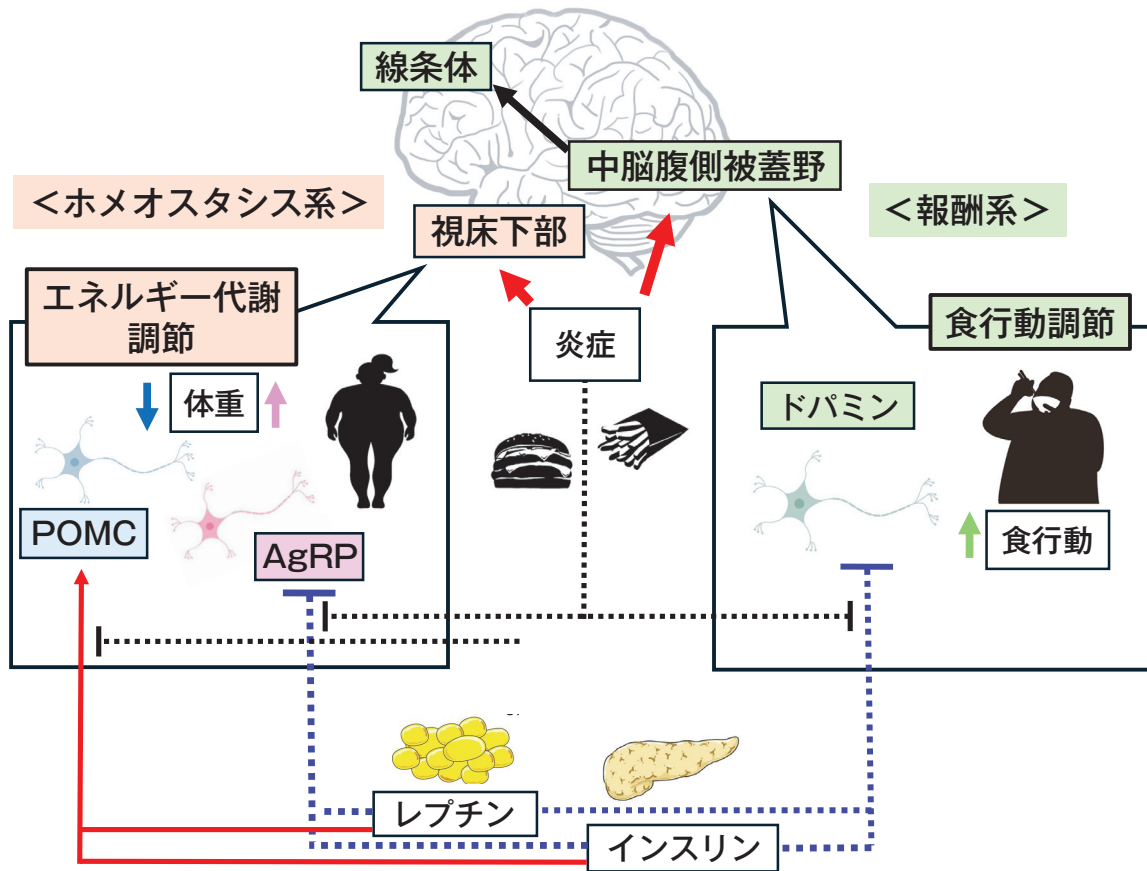 線条体
中脳腹側被蓋野
＜ホメオスタシス系＞
＜報酬系＞
視床下部
エネルギー代謝
調節
炎症
食行動調節
体重
ドパミン
POMC
AgRP
食行動
レプチン
インスリン